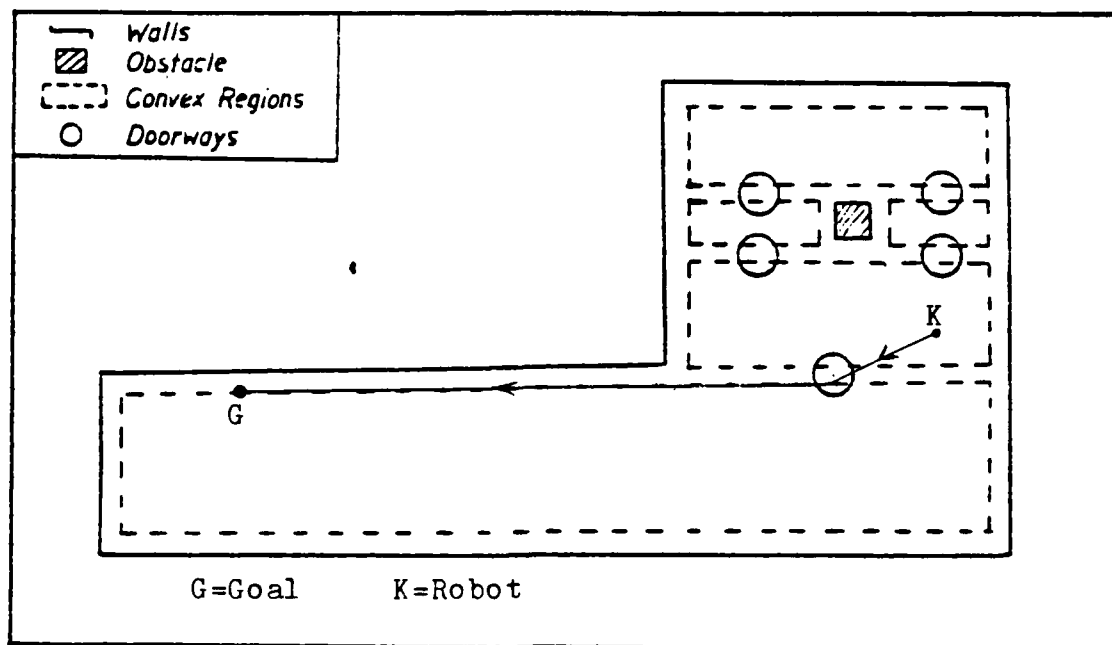 Walls
Obstacle
Convex Regions
Doorways
K
G
G=Goal K=Robot